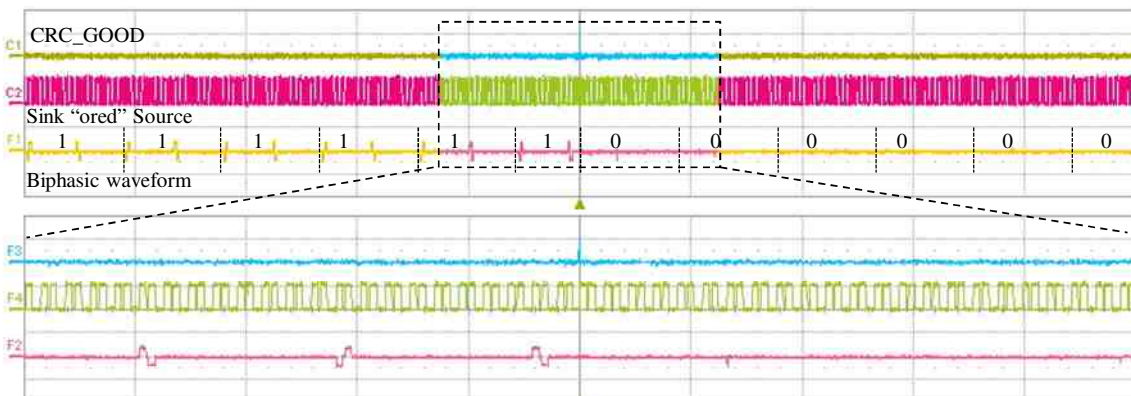 CRC_GOOD
C1
C2
Sink “ored” Source
F1
1 1 1 1 1 1 0 0 0 0 0 0
Biphasic waveform
F3
F4
F2